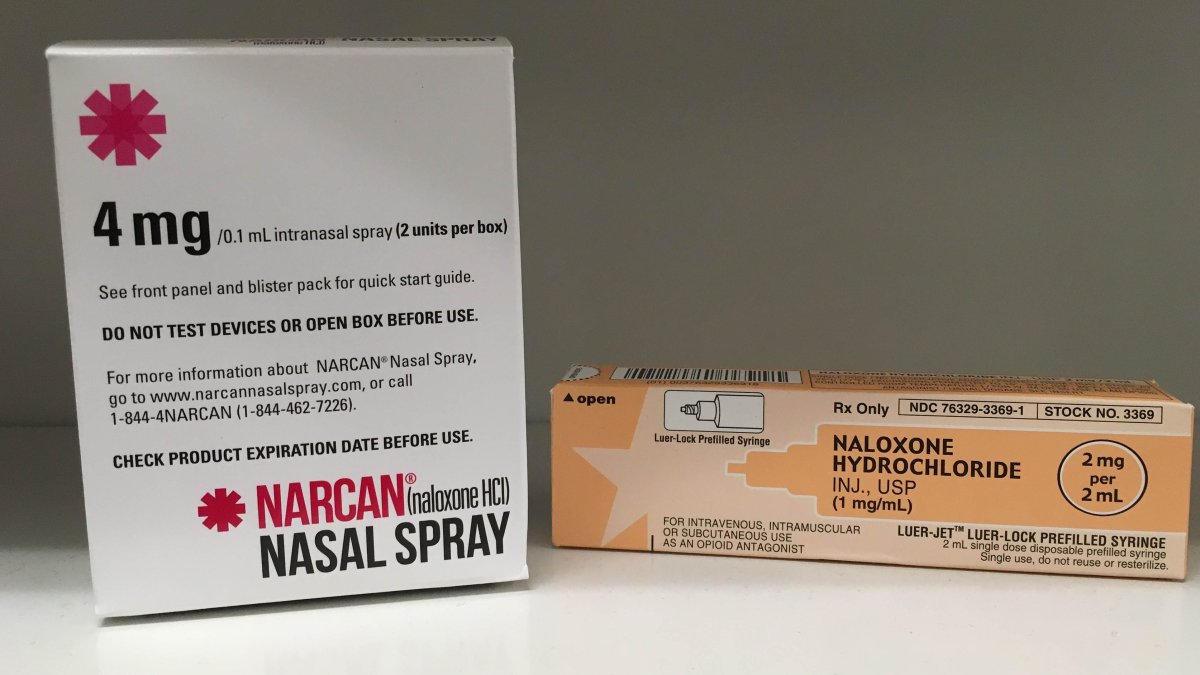 NASAL SPRAY
4 mg /0.1 mL intranasal spray (2 units per box)
See front panel and blister pack for quick start guide.
DO NOT TEST DEVICES OR OPEN BOX BEFORE USE.
For more information about NARCAN® Nasal Spray,
go to www.narcannasalspray.com, or call
1-844-4NARCAN (1-844-462-7226).
CHECK PRODUCT EXPIRATION DATE BEFORE USE.
NARCAN® (naloxone HCl)
NASAL SPRAY
open
Luer-Lock Prefilled Syringe
Rx Only NDC 76329-3369-1 STOCK NO. 3369
NALOXONE
HYDROCHLORIDE
INJ., USP
(1 mg/mL)
2 mg
per
2 mL
FOR INTRAVENOUS, INTRAMUSCULAR
OR SUBCUTANEOUS USE
AS AN OPIOID ANTAGONIST
LUER-JET™ LUER-LOCK PREFILLED SYRINGE
2 mL single dose disposable prefilled syringe
Single use, do not reuse or resterilize.